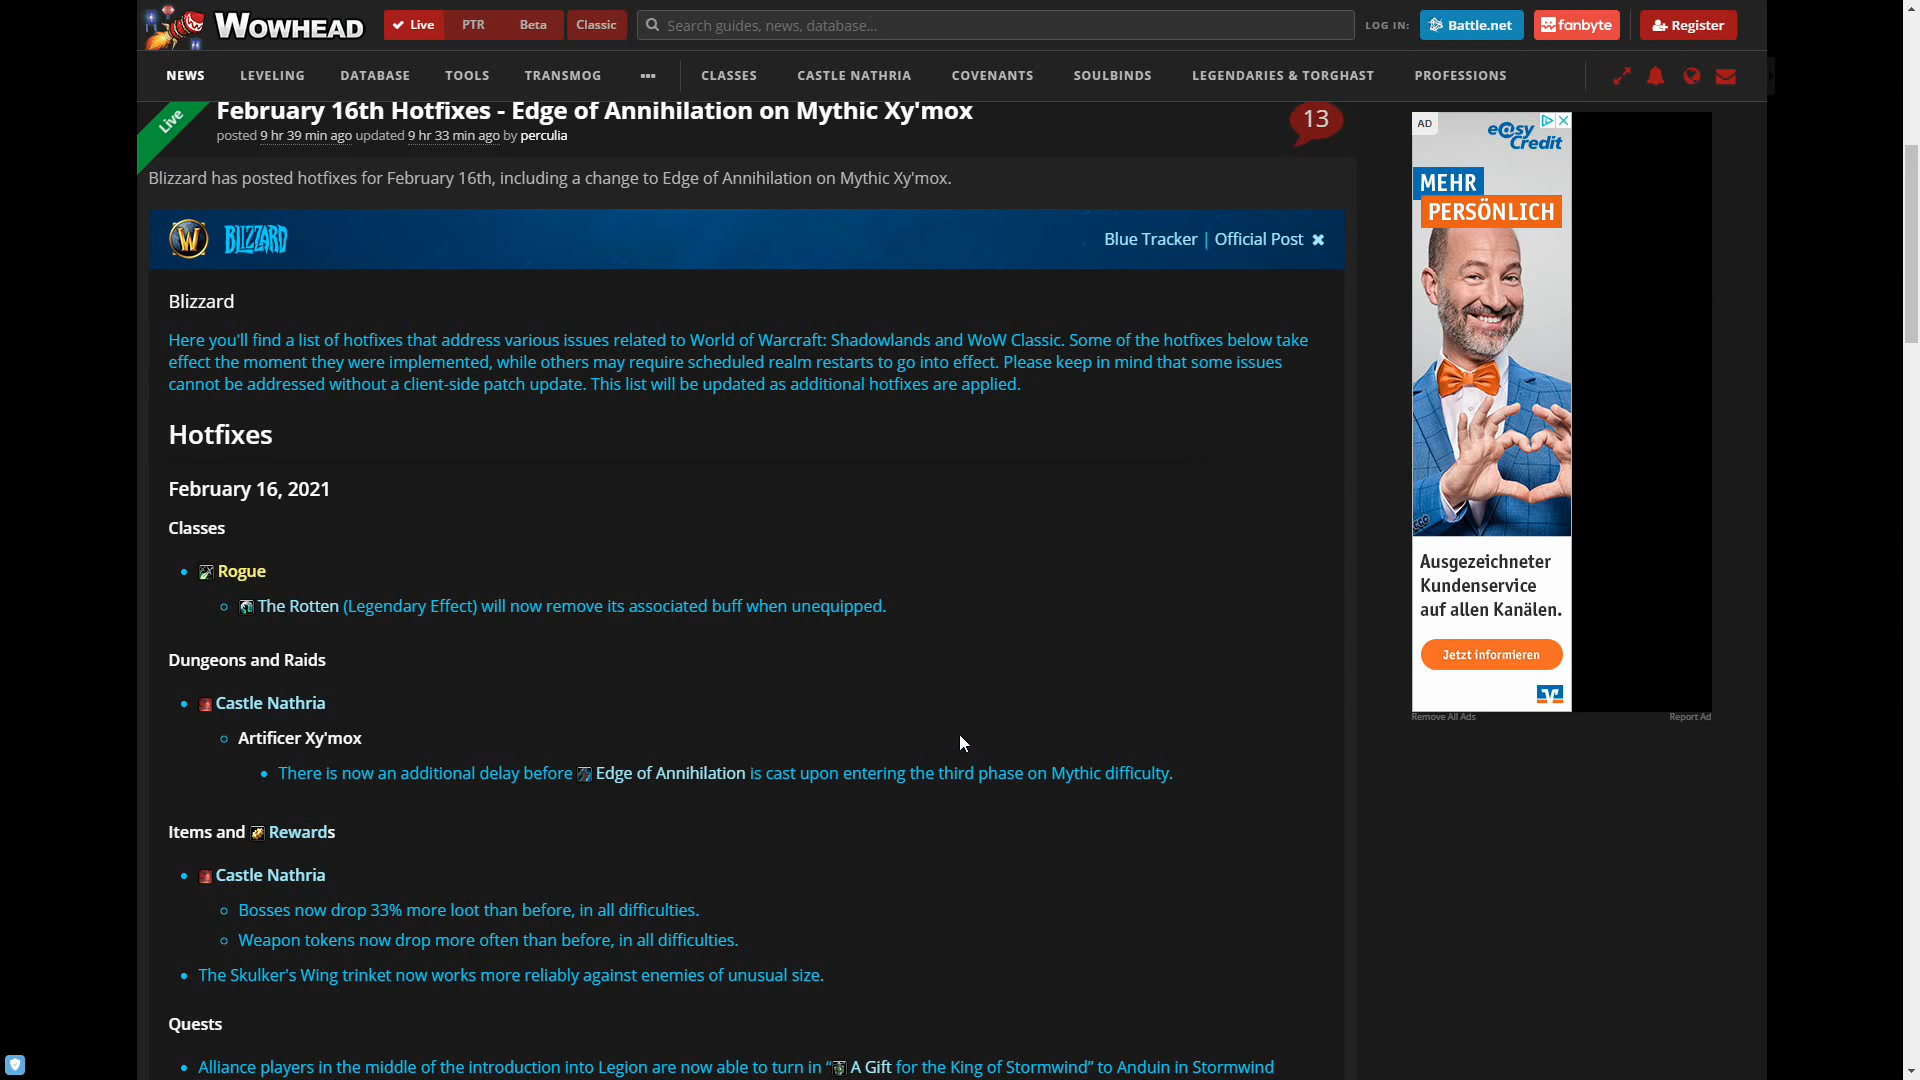 WOWHEAD
Live
PTR
Beta
Classic
Search guides, news, database...
LOG IN:
Battle.net
fanbyte
Register
NEWS
LEVELING
DATABASE
TOOLS
TRANSMOG
•••
CLASSES
CASTLE NATHRIA
COVENANTS
SOULBINDS
LEGENDARIES & TORGHAST
PROFESSIONS
Live
February 16th Hotfixes - Edge of Annihilation on Mythic Xy'mox
13
posted 9 hr 39 min ago updated 9 hr 33 min ago by perculia
Blizzard has posted hotfixes for February 16th, including a change to Edge of Annihilation on Mythic Xy'mox.
W
BLIZZARD
Blue Tracker | Official Post
Blizzard
Here you'll find a list of hotfixes that address various issues related to World of Warcraft: Shadowlands and WoW Classic. Some of the hotfixes below take
effect the moment they were implemented, while others may require scheduled realm restarts to go into effect. Please keep in mind that some issues
cannot be addressed without a client-side patch update. This list will be updated as additional hotfixes are applied.
Hotfixes
February 16, 2021
Classes
Rogue
The Rotten (Legendary Effect) will now remove its associated buff when unequipped.
Dungeons and Raids
Castle Nathria
Artificer Xy'mox
There is now an additional delay before Edge of Annihilation is cast upon entering the third phase on Mythic difficulty.
Items and Rewards
Castle Nathria
Bosses now drop 33% more loot than before, in all difficulties.
Weapon tokens now drop more often than before, in all difficulties.
The Skulker's Wing trinket now works more reliably against enemies of unusual size.
Quests
Alliance players in the middle of the introduction into Legion are now able to turn in “A Gift for the King of Stormwind” to Anduin in Stormwind
AD
e@sy
Credit
MEHR
PERSÖNLICH
Ausgezeichneter
Kundenservice
auf allen Kanälen.
Jetzt informieren
Remove All Ads
Report Ad